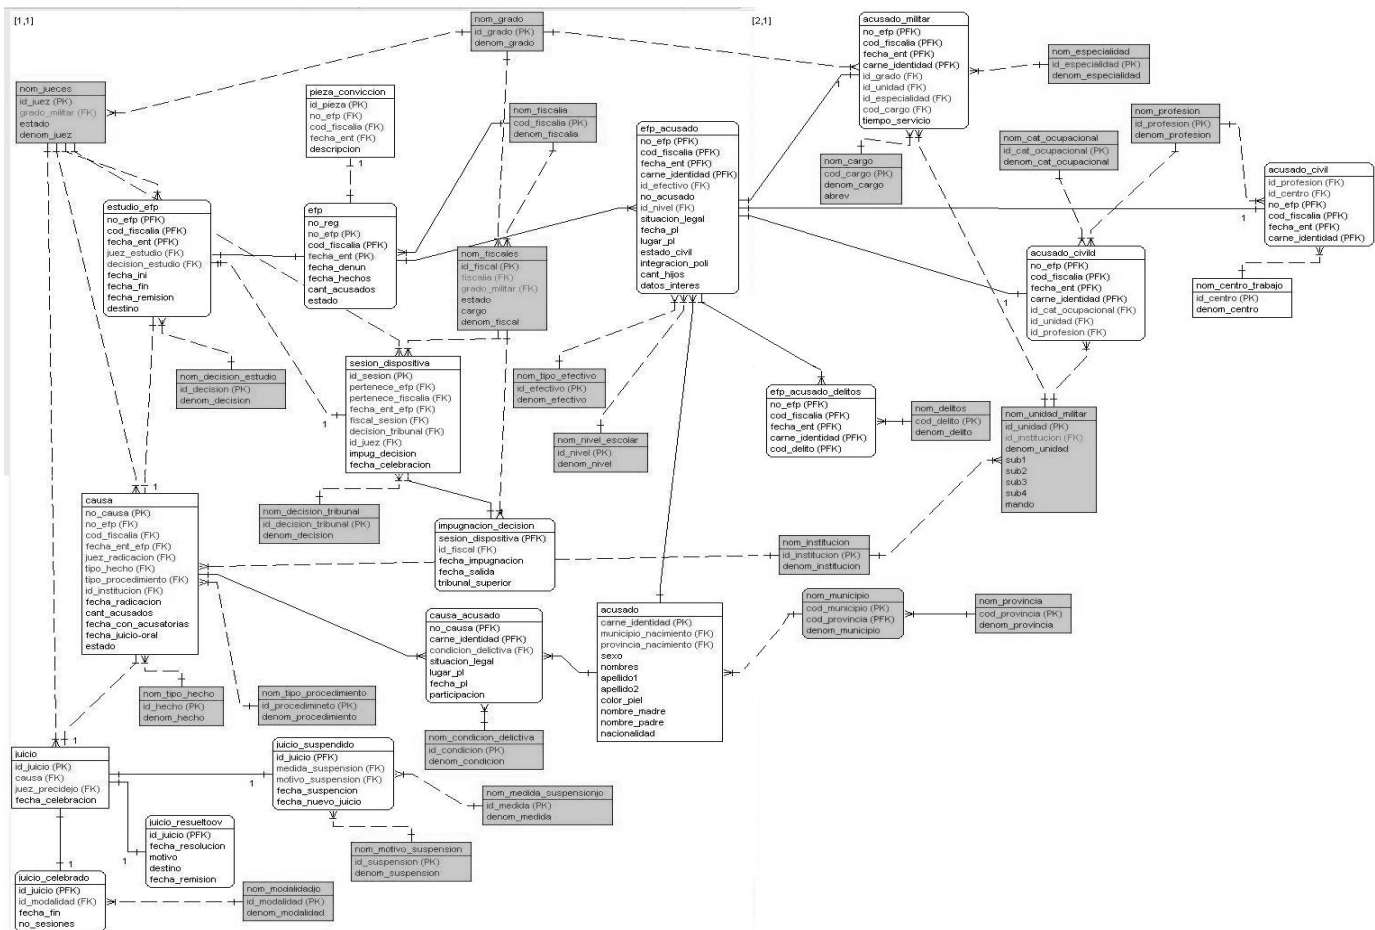 [1,1]
[2,1]
nom_grado
id_grado (PK)
denom_grado
acusado_militar
no_efp (PFK)
cod_fiscalia (PFK)
fecha_ent (PFK)
carne_identidad (PFK)
id_grado (FK)
id_unidad (FK)
id_especialidad (FK)
cod_cargo (FK)
tiempo_servicio
nom_especialidad
id_especialidad (PK)
denom_especialidad
nom_jueces
id_juez (PK)
grado_militar (FK)
estado
denom_juez
pieza_conviccion
id_pieza (PK)
no_efp (FK)
cod_fiscalia (FK)
fecha_ent (FK)
descripcion
1
nom_fiscalia
cod_fiscalia (PK)
denom_fiscalia
efp_acusado
no_efp (PFK)
cod_fiscalia (PFK)
fecha_ent (PFK)
carne_identidad (PFK)
id_efectivo (FK)
no_acusado
id_nivel (FK)
situacion_legal
fecha_pl
lugar_pl
estado_civil
integracion_poli
cant_hijos
datos_interes
nom_cargo
cod_cargo (PK)
denom_cargo
abrev
1
nom_cat_ocupacional
id_cat_ocupacional (PK)
denom_cat_ocupacional
nom_profesion
id_profesion (PK)
denom_profesion
acusado_civil
id_profesion (FK)
id_centro (FK)
no_efp (PFK)
cod_fiscalia (PFK)
fecha_ent (PFK)
carne_identidad (PFK)
1
estudio_efp
no_efp (PFK)
cod_fiscalia (PFK)
fecha_ent (PFK)
juez_estudio (FK)
decision_estudio (FK)
fecha_ini
fecha_fin
fecha_remision
destino
1
efp
no_reg
no_efp (PK)
cod_fiscalia (PFK)
fecha_ent (PK)
fecha_denun
fecha_hechos
cant_acusados
estado
nom_fiscales
id_fiscal (PK)
fiscalia (FK)
grado_militar (FK)
estado
cargo
denom_fiscal
acusado_civild
no_efp (PFK)
cod_fiscalia (PFK)
fecha_ent (PFK)
carne_identidad (PFK)
id_cat_ocupacional (FK)
id_unidad (FK)
id_profesion (FK)
1
nom_centro_trabajo
id_centro (PK)
denom_centro
nom_decision_estudio
id_decision (PK)
denom_decision
sesion_dispositiva
id_sesion (PK)
pertenece_efp (FK)
pertenece_fiscalia (FK)
fecha_ent_efp (FK)
fiscal_sesion (FK)
decision_tribunal (FK)
id_juez (FK)
impug_decision
fecha_celebracion
1
nom_tipo_efectivo
id_efectivo (PK)
denom_efectivo
nom_nivel_escolar
id_nivel (PK)
denom_nivel
efp_acusado_delitos
no_efp (PFK)
cod_fiscalia (PFK)
fecha_ent (PFK)
carne_identidad (PFK)
cod_delito (PFK)
nom_delitos
cod_delito (PK)
denom_delito
nom_unidad_militar
id_unidad (PK)
id_institucion (FK)
denom_unidad
sub1
sub2
sub3
sub4
mando
causa
no_causa (PK)
no_efp (FK)
cod_fiscalia (FK)
fecha_ent_efp (FK)
juez_radicacion (FK)
tipo_hecho (FK)
tipo_procedimiento (FK)
id_institucion (FK)
fecha_radicacion
cant_acusados
fecha_con_acusatorias
fecha_juicio-oral
estado
1
nom_decision_tribunal
id_decision_tribunal (PK)
denom_decision
impugnacion_decision
sesion_dispositiva (PFK)
id_fiscal (FK)
fecha_impugnacion
fecha_salida
tribunal_superior
nom_institucion
id_institucion (PK)
denom_institucion
nom_municipio
cod_municipio (PK)
cod_provincia (PFK)
denom_municipio
nom_provincia
cod_provincia (PK)
denom_provincia
causa_acusado
no_causa (PFK)
carne_identidad (PFK)
condicion_delictiva (FK)
situacion_legal
lugar_pl
fecha_pl
participacion
acusado
carne_identidad (PK)
municipio_nacimiento (FK)
provincia_nacimiento (FK)
sexo
nombres
apellido1
apellido2
color_piel
nombre_madre
nombre_padre
nacionalidad
nom_tipo_hecho
id_hecho (PK)
denom_hecho
nom_tipo_procedimiento
id_procedimineto (PK)
denom_procedimiento
nom_condicion_delictiva
id_condicion (PK)
denom_condicion
juicio
id_juicio (PK)
causa (FK)
juez_precidejo (FK)
fecha_celebracion
1
juicio_suspendido
id_juicio (PFK)
medida_suspension (FK)
motivo_suspension (FK)
fecha_suspencion
fecha_nuevo_juicio
1
nom_medida_suspensionjo
id_medida (PK)
denom_medida
juicio_resueltoov
id_juicio (PFK)
fecha_resolucion
motivo
destino
fecha_remision
1
nom_motivo_suspension
id_suspension (PK)
denom_suspension
juicio_celebrado
id_juicio (PFK)
id_modalidad (FK)
fecha_fin
no_sesiones
1
nom_modalidadjo
id_modalidad (PK)
denom_modalidad